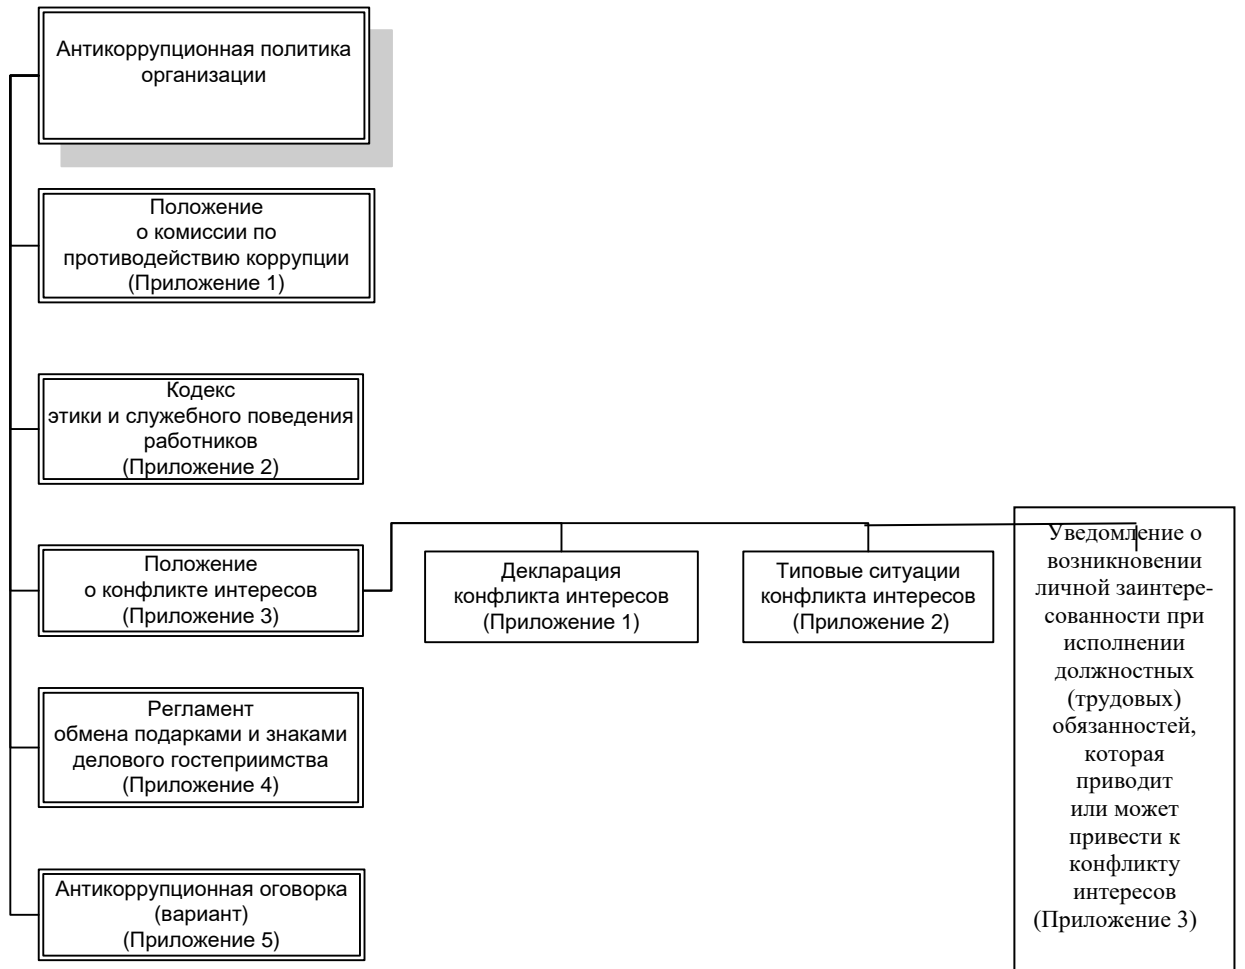 Антикоррупционная политика
организации
Положение
о комиссии по
противодействию коррупции
(Приложение 1)
Кодекс
этики и служебного поведения
работников
(Приложение 2)
Положение
о конфликте интересов
(Приложение 3)
Декларация
конфликта интересов
(Приложение 1)
Типовые ситуации
конфликта интересов
(Приложение 2)
Уведомление о
возникновении
личной заинтере-
сованности при
исполнении
должностных
(трудовых)
обязанностей,
которая
приводит
или может
привести к
конфликту
интересов
(Приложение 3)
Регламент
обмена подарками и знаками
делового гостеприимства
(Приложение 4)
Антикоррупционная оговорка
(вариант)
(Приложение 5)